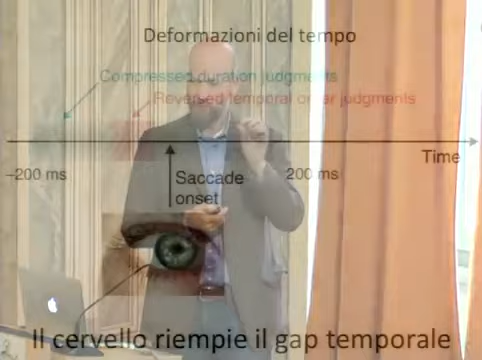 Deformazioni del tempo
Compressed duration judgments
Reversed temporal order judgments
Time
-200 ms
200 ms
Saccade
onset
Il cervello riempie il gap temporale